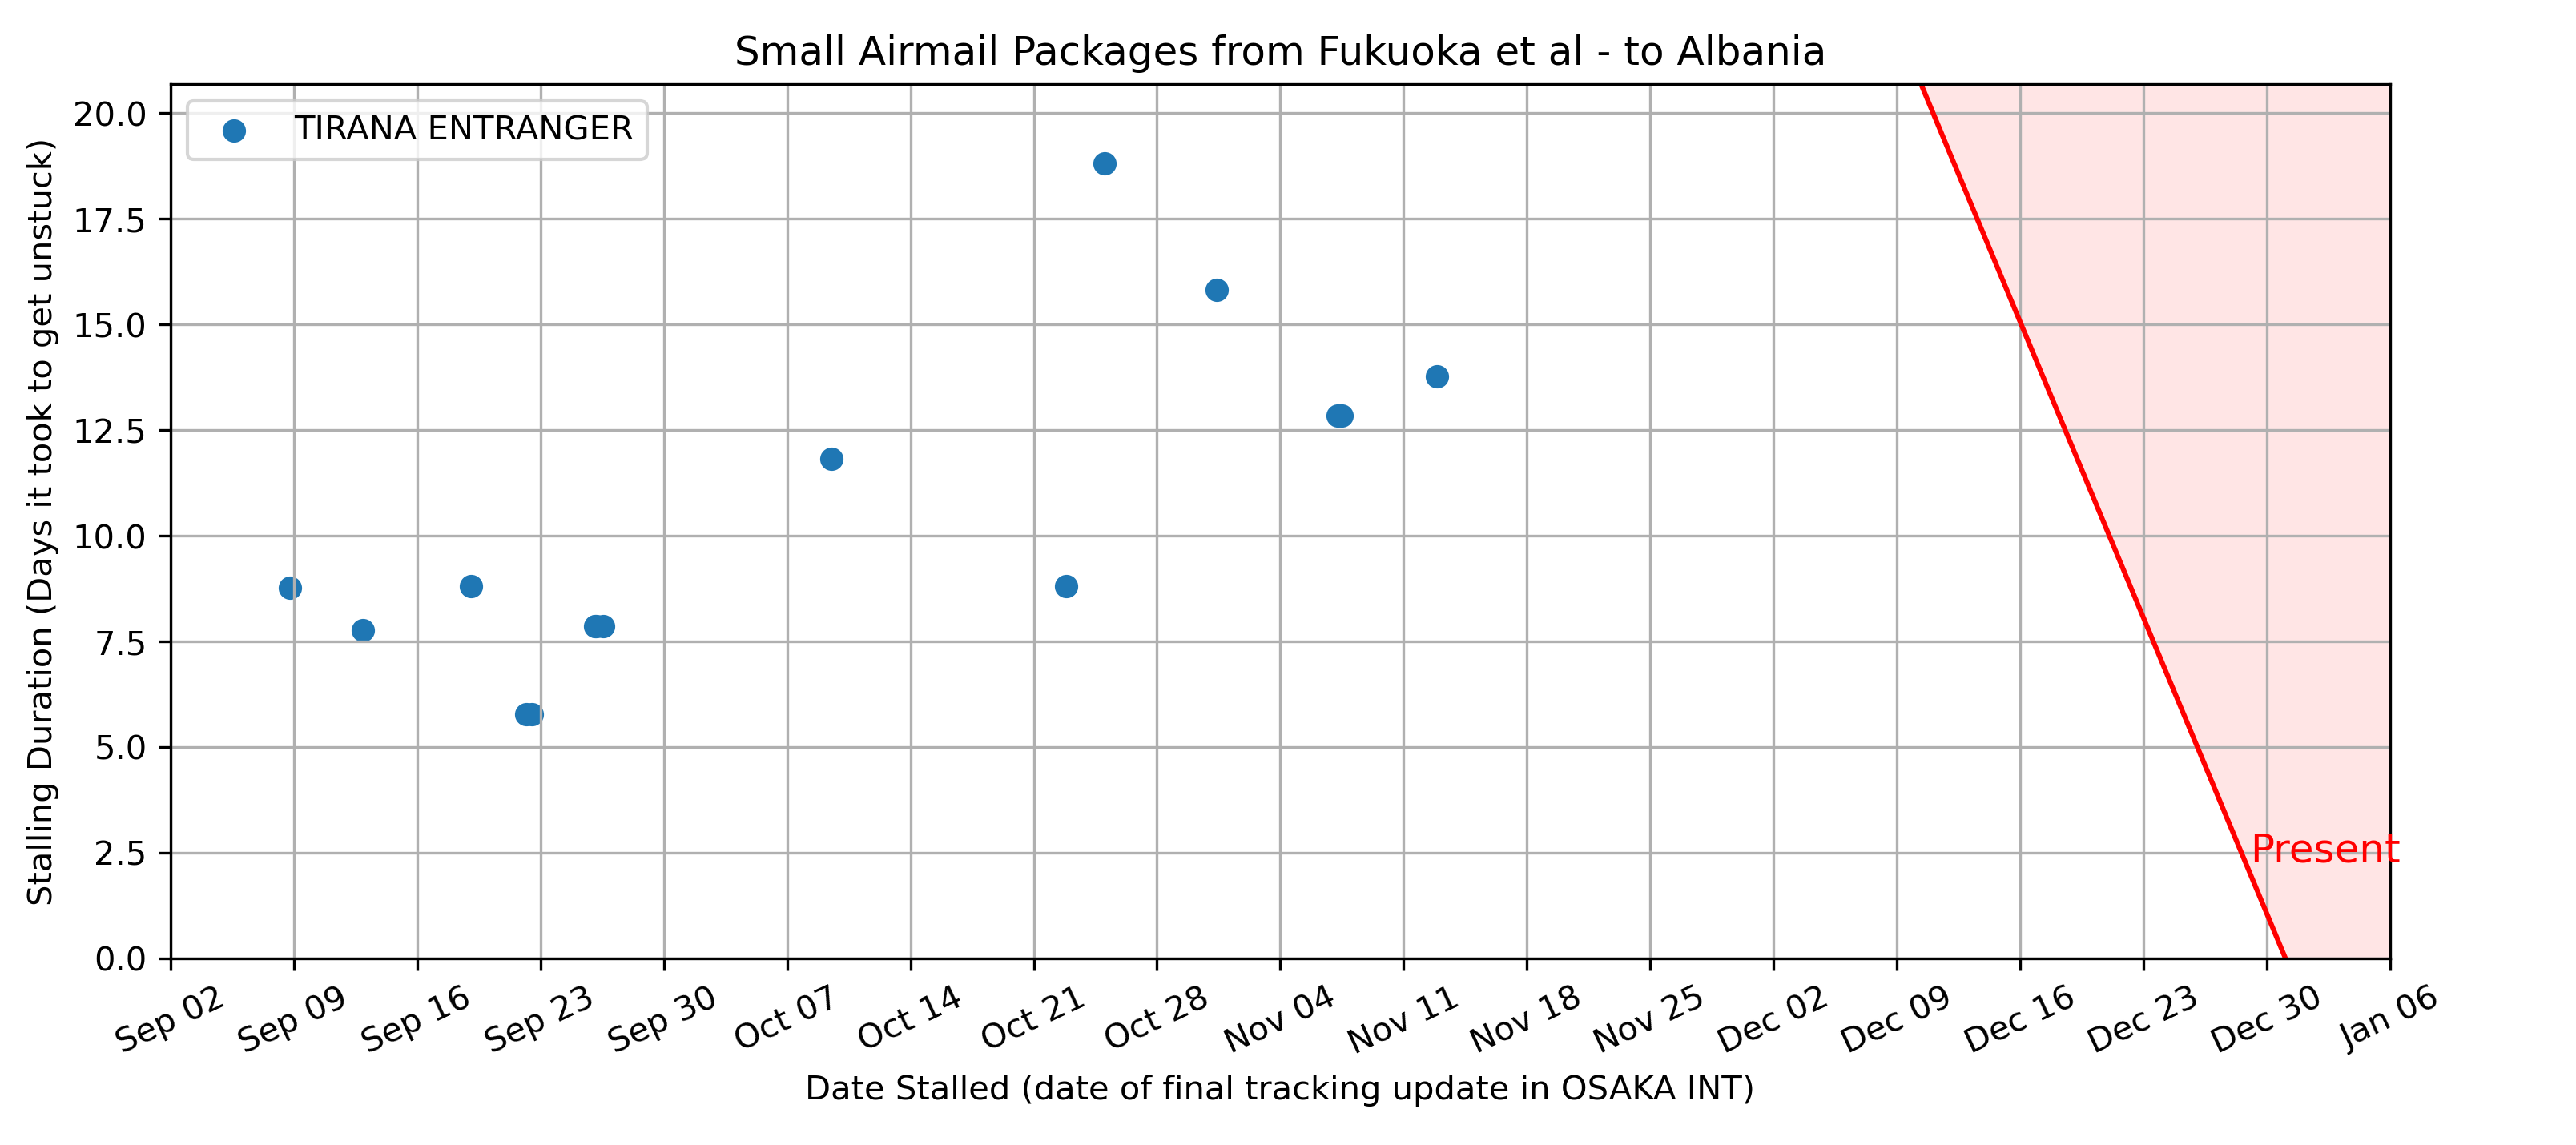 Small Airmail Packages from Fukuoka et al - to Albania
TIRANA ENTRANGER
Stalling Duration (Days it took to get unstuck)
20.0
17.5
15.0
12.5
10.0
7.5
5.0
2.5
0.0
Present
Sep 02
Sep 09
Sep 16
Sep 23
Sep 30
Oct 07
Oct 14
Oct 21
Oct 28
Nov 04
Nov 11
Nov 18
Nov 25
Dec 02
Dec 09
Dec 16
Dec 23
Dec 30
Jan 06
Date Stalled (date of final tracking update in OSAKA INT)